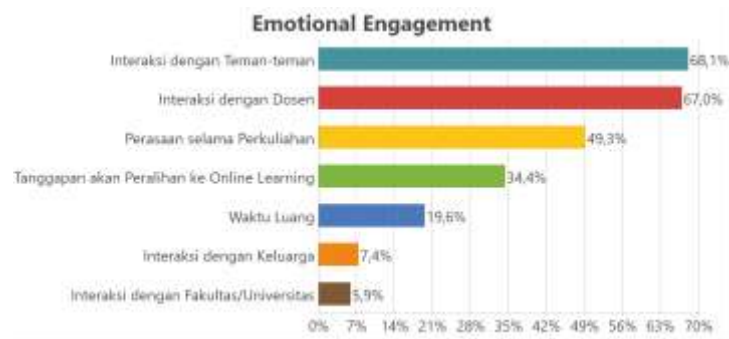 Emotional Engagement
Interaksi dengan Teman-teman 68,1%
Interaksi dengan Dosen 67,0%
Perasaan selama Perkuliahan 49,3%
Tanggapan akan Peralihan ke Online Learning 34,4%
Waktu Luang 19,6%
Interaksi dengan Keluarga 7,4%
Interaksi dengan Fakultas/Universitas 5,9%
0% 7% 14% 21% 28% 35% 42% 49% 56% 63% 70%